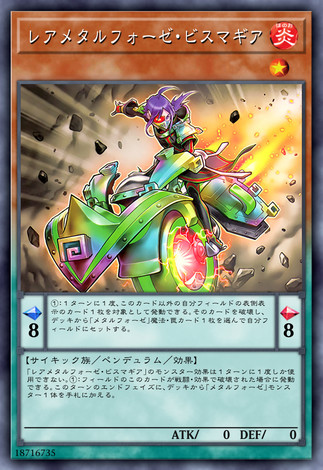 レアメタルフォーゼ・ビスマギア
炎
ほのお
①：1ターンに1度、このカード以外の自分フィールドの表側表
示のカード1枚を対象として発動できる。そのカードを破壊し、
デッキから「メタルフォーゼ」魔法・罠カード1枚を選んで自分フ
ィールドにセットする。
8
8
【サイキック族／ペンデュラム／効果】
「レアメタルフォーゼ・ビスマギア」のモンスター効果は1ターンに1度しか使
用できない。①：フィールドのこのカードが戦闘・効果で破壊された場合に発動
できる。このターンのエンドフェイズに、デッキから「メタルフォーゼ」モンス
ター1体を手札に加える。
ATK/ 0 DEF/ 0
18716735